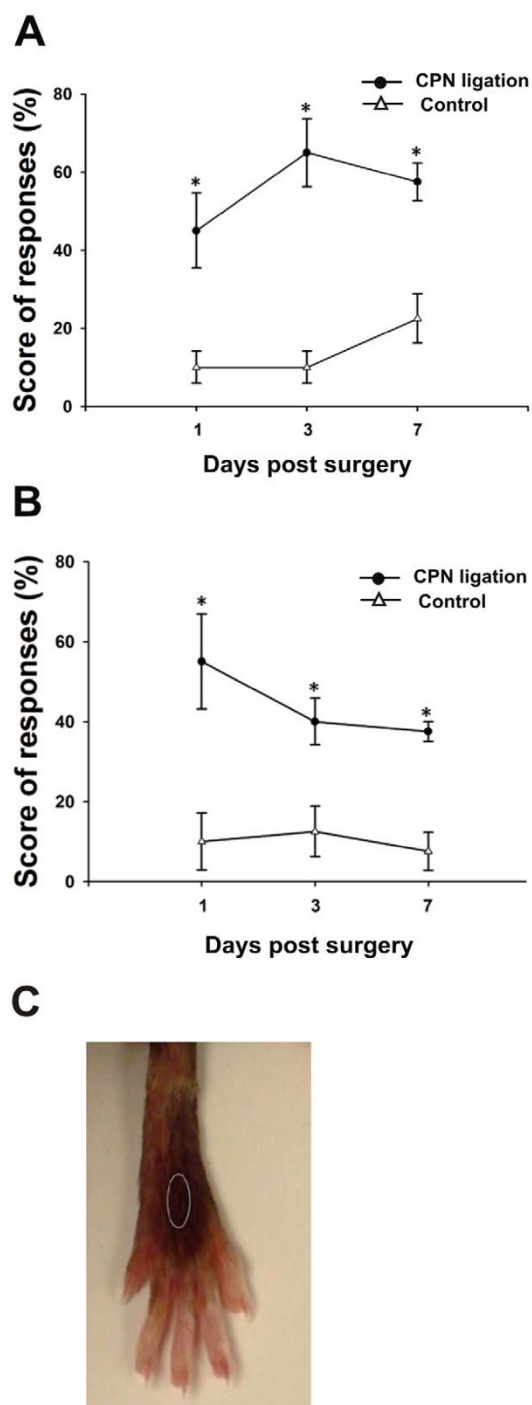 A
Score of responses (%)
80
60
40
20
0
CPN ligation
Control
*
*
*
1
3
7
Days post surgery
B
Score of responses (%)
80
60
40
20
0
CPN ligation
Control
*
*
*
1
3
7
Days post surgery
C